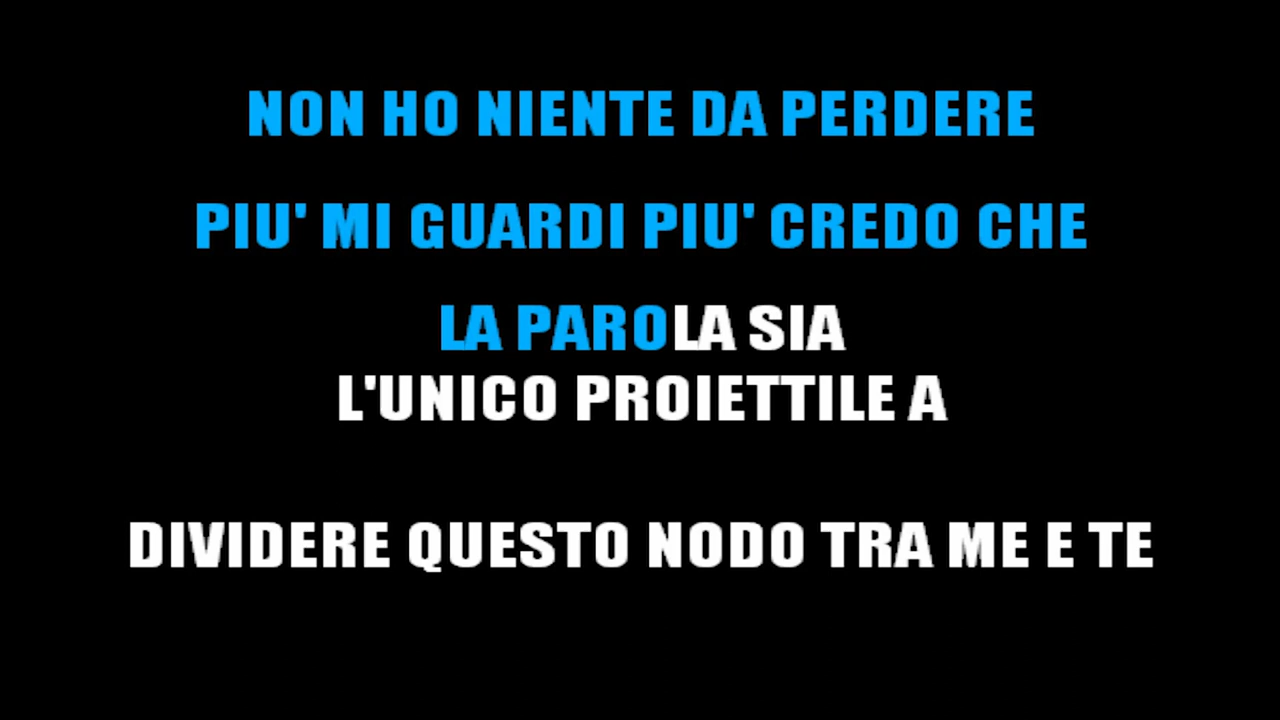 NON HO NIENTE DA PERDERE
PIU' MI GUARDI PIU' CREDO CHE
LA PAROLA SIA
L'UNICO PROIETTILE A
DIVIDERE QUESTO NODO TRA ME E TE